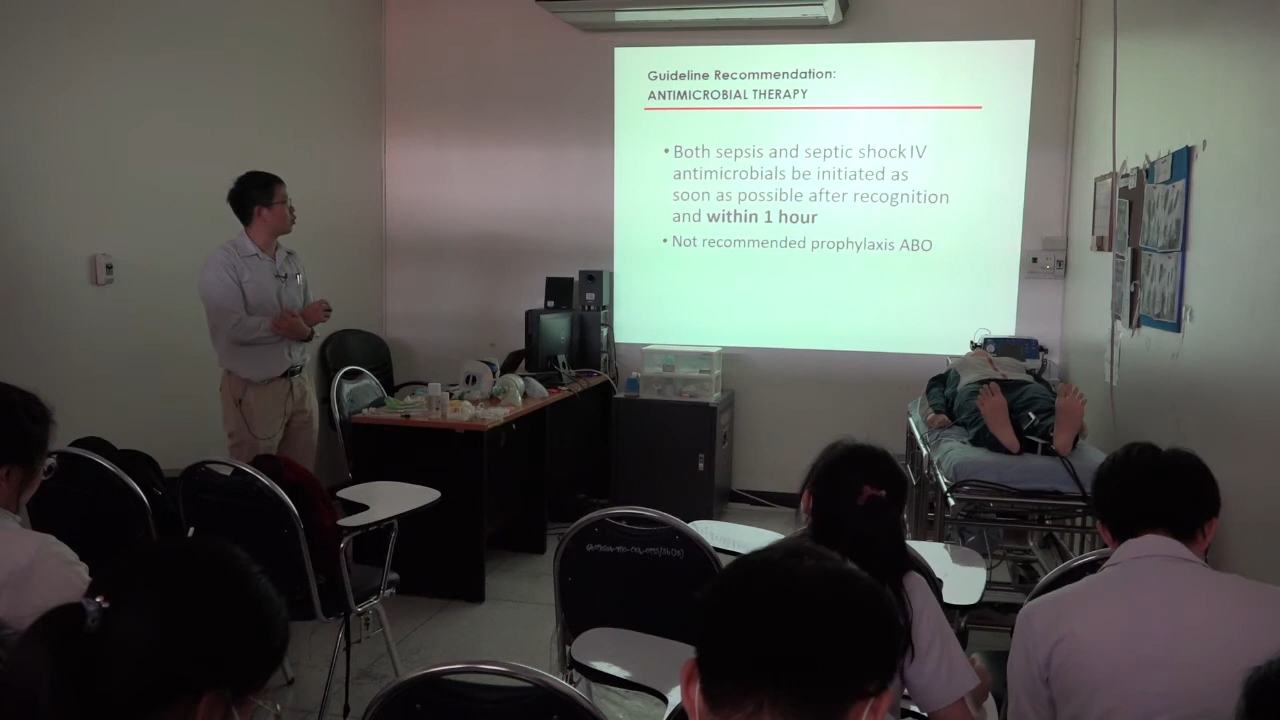 Guideline Recommendation:
ANTIMICROBIAL THERAPY
• Both sepsis and septic shock IV
antimicrobials be initiated as
soon as possible after recognition
and within 1 hour
• Not recommended prophylaxis ABO